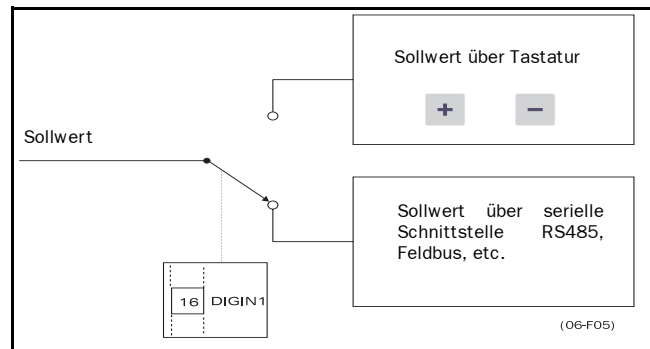 Sollwert über Tastatur
+ −
Sollwert
Sollwert über serielle
Schnittstelle RS485,
Feldbus, etc.
16 DIGIN1
(06-F05)